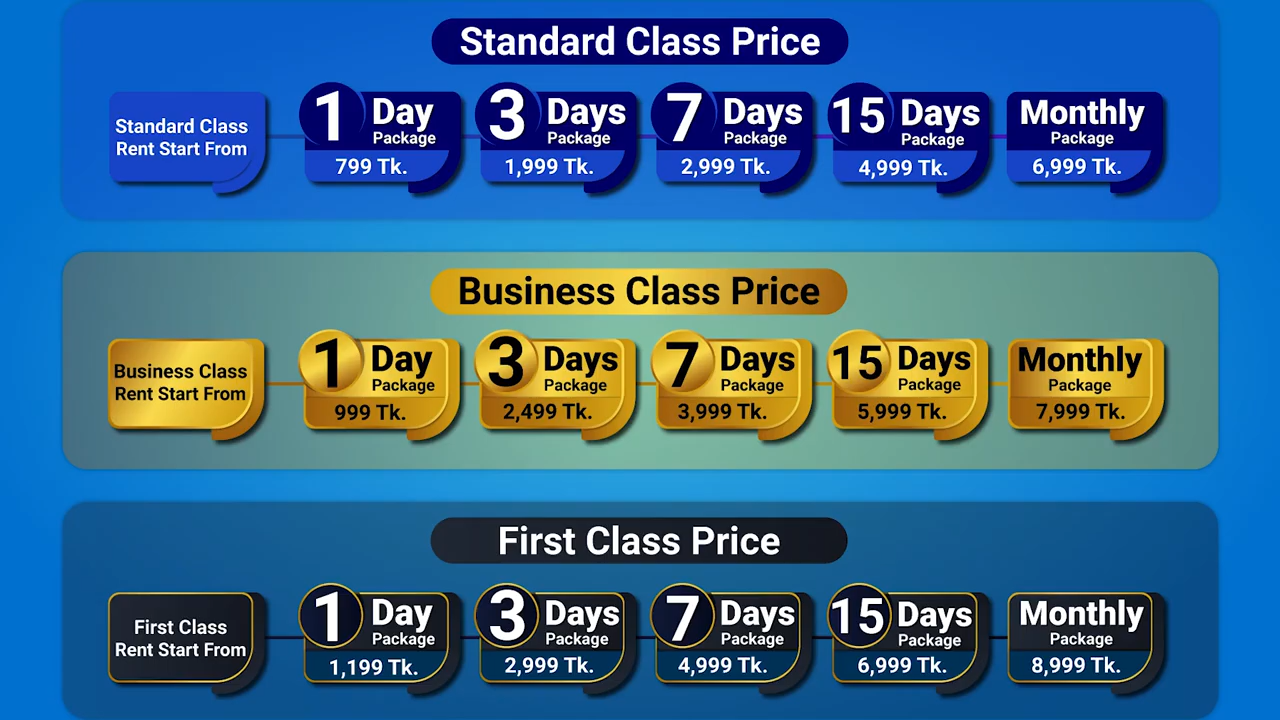 Standard Class Price
Standard Class
Rent Start From
1 Day
Package
799 Tk.
3 Days
Package
1,999 Tk.
7 Days
Package
2,999 Tk.
15 Days
Package
4,999 Tk.
Monthly
Package
6,999 Tk.
Business Class Price
Business Class
Rent Start From
1 Day
Package
999 Tk.
3 Days
Package
2,499 Tk.
7 Days
Package
3,999 Tk.
15 Days
Package
5,999 Tk.
Monthly
Package
7,999 Tk.
First Class Price
First Class
Rent Start From
1 Day
Package
1,199 Tk.
3 Days
Package
2,999 Tk.
7 Days
Package
4,999 Tk.
15 Days
Package
6,999 Tk.
Monthly
Package
8,999 Tk.